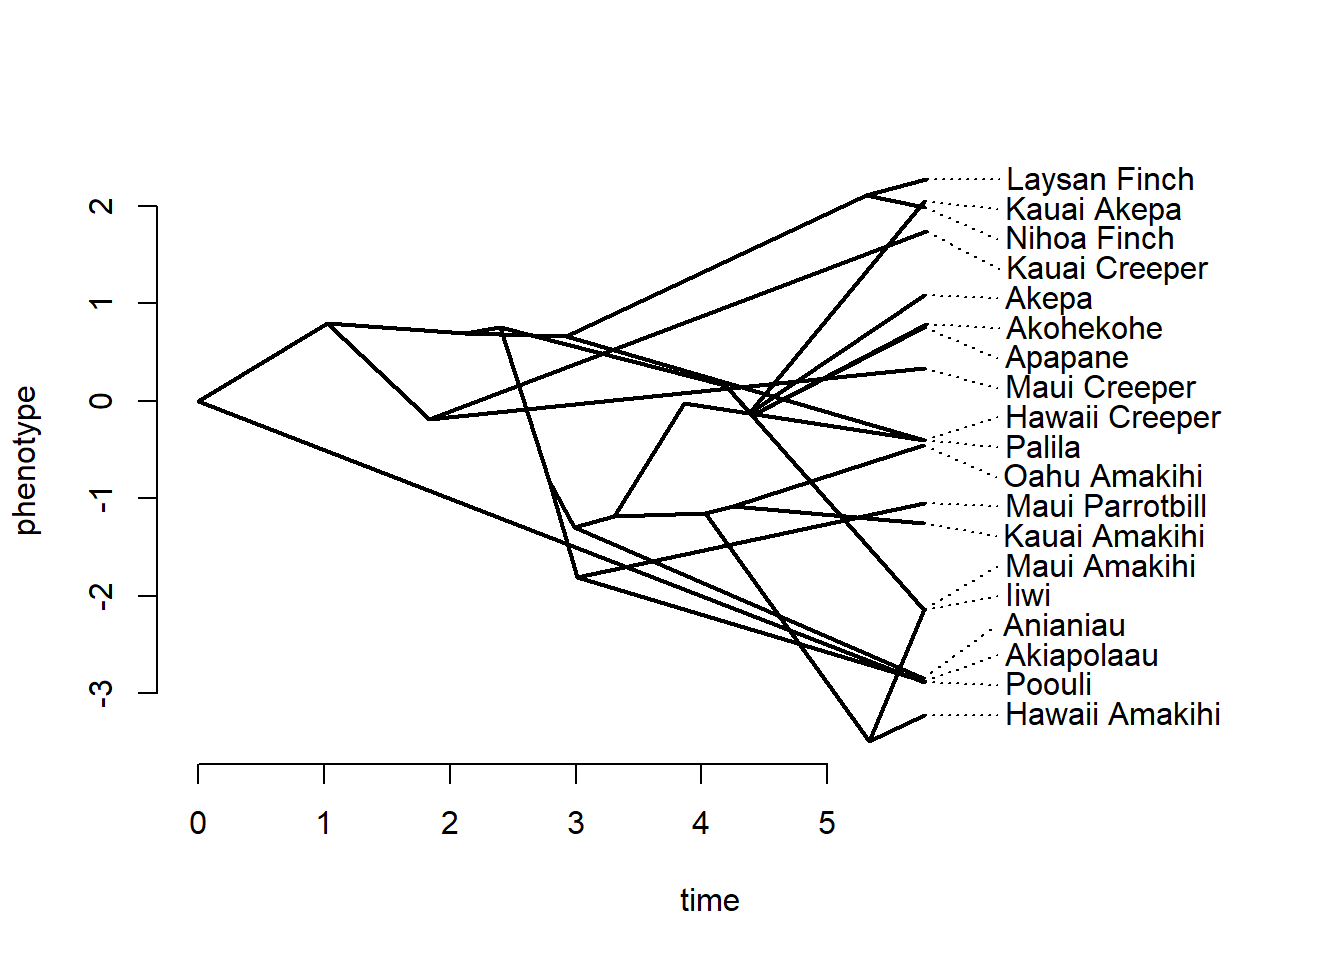 Laysan Finch
Kauai Akepa
Nihoa Finch
Kauai Creeper
Akepa
Akohekohe
Apapane
Maui Creeper
Hawaii Creeper
Palila
Oahu Amakihi
Maui Parrotbill
Kauai Amakihi
Maui Amakihi
Iiwi
Anianiau
Akiapolaau
Poouli
Hawaii Amakihi
phenotype
2
1
0
-1
-2
-3
0 1 2 3 4 5
time